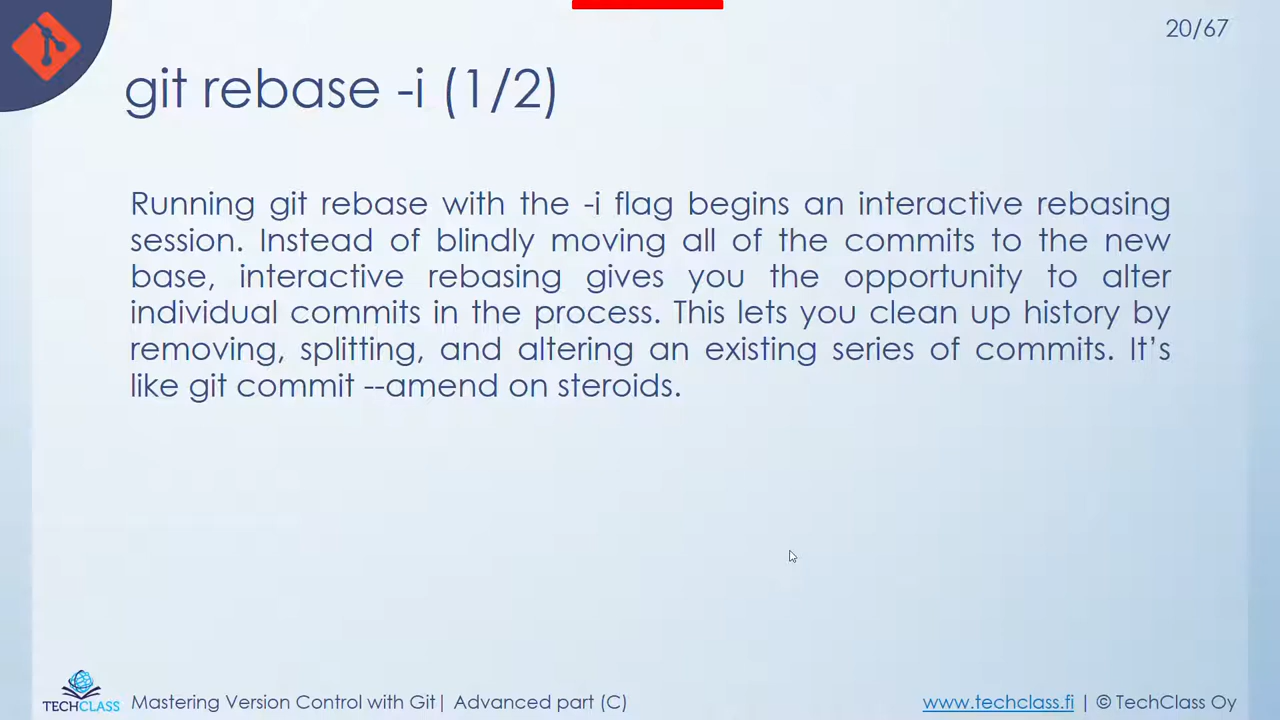 20/67
git rebase -i (1/2)
Running git rebase with the -i flag begins an interactive rebasing
session. Instead of blindly moving all of the commits to the new
base, interactive rebasing gives you the opportunity to alter
individual commits in the process. This lets you clean up history by
removing, splitting, and altering an existing series of commits. It’s
like git commit --amend on steroids.
TECHCLASS
Mastering Version Control with Git| Advanced part (C)
www.techclass.fi | © TechClass Oy